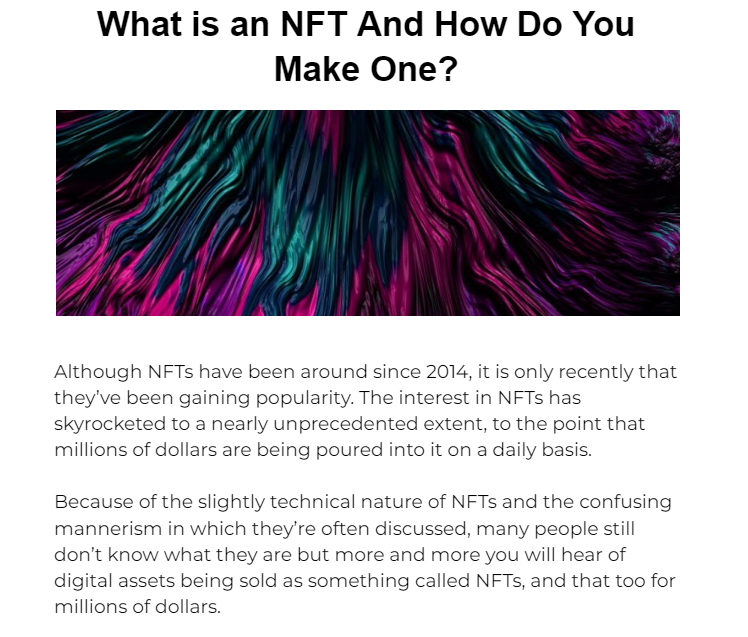 What is an NFT And How Do You
Make One?
Although NFTs have been around since 2014, it is only recently that
they’ve been gaining popularity. The interest in NFTs has
skyrocketed to a nearly unprecedented extent, to the point that
millions of dollars are being poured into it on a daily basis.
Because of the slightly technical nature of NFTs and the confusing
mannerism in which they’re often discussed, many people still
don’t know what they are but more and more you will hear of
digital assets being sold as something called NFTs, and that too for
millions of dollars.